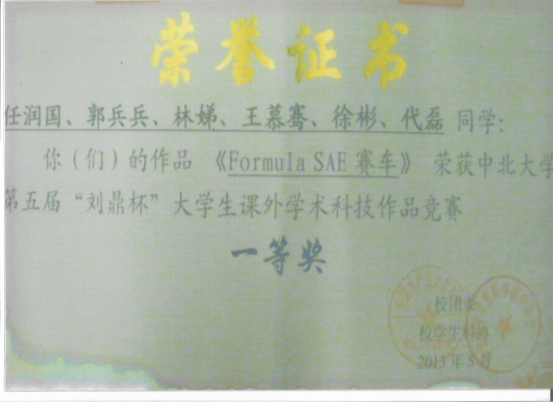 荣誉证书
任润国、郭兵兵、林娣、王慕骞、徐彬、代磊 同学:
你(们)的作品 《Formula SAE 赛车》 荣获中北大学
第五届“刘鼎杯”大学生课外学术科技作品竞赛
一等奖
校团委
校学生科协
2013年5月